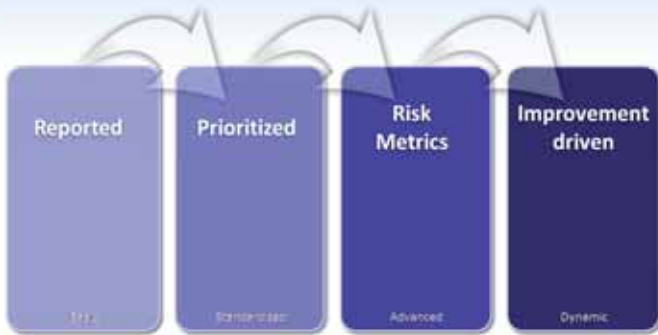 Reported
Prioritized
Risk
Metrics
Improvement
driven
Standardized
Advanced
Dynamic